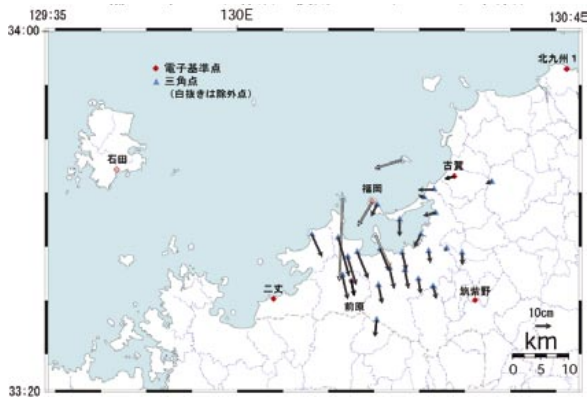 129:35
130E
130:45
34:00
北九州1
電子基準点
三角点
(白抜きは除外点)
石田
古賀
福岡
二丈
前原
筑紫野
10cm
km
0 5 10
33:20